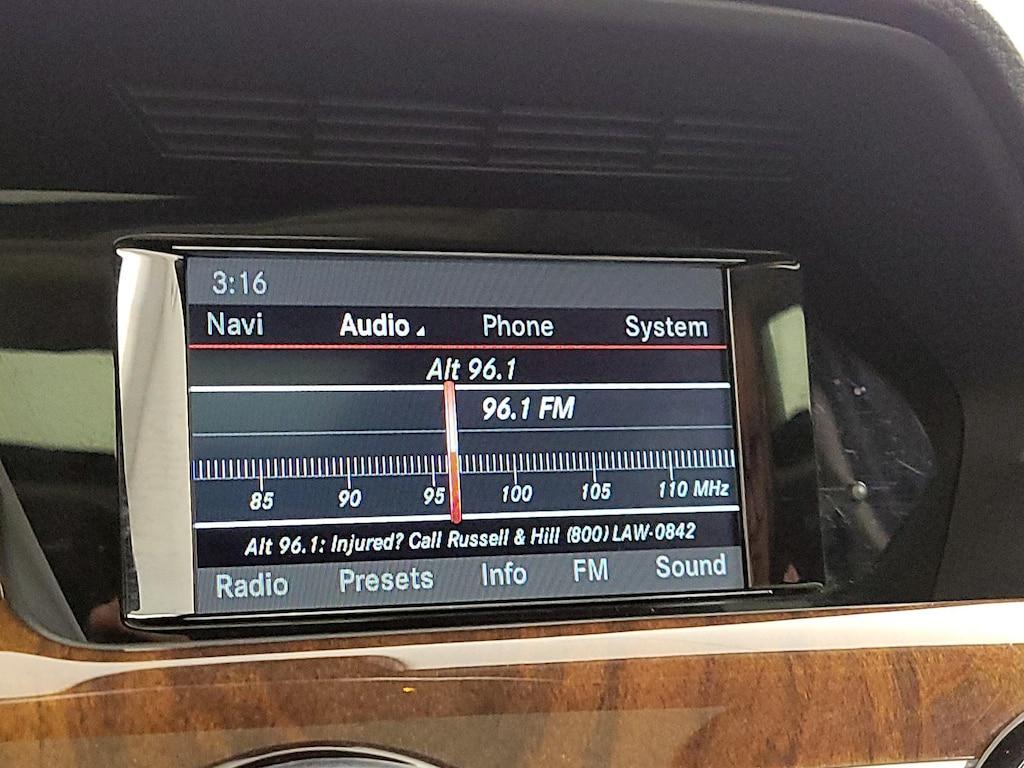 3:16
Navi Audio Phone System
Alt 96.1
96.1 FM
85 90 95 100 105 110 MHz
Alt 96.1: Injured? Call Russell & Hill (800) LAW-0842
Radio Presets Info FM Sound